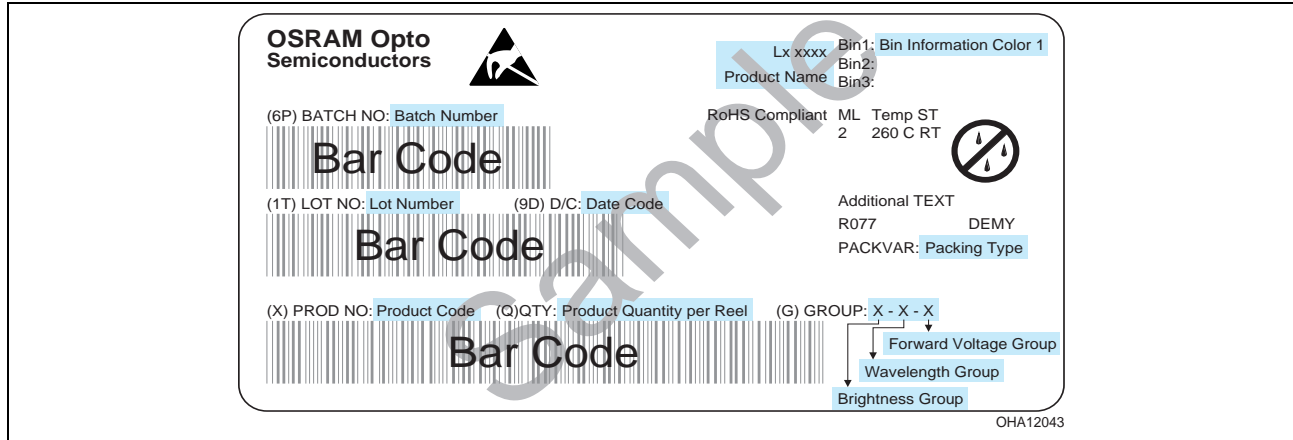 OSRAM Opto
Semiconductors
Lx xxxx
Product Name
Bin1: Bin Information Color 1
Bin2:
Bin3:
RoHS Compliant
ML Temp ST
2 260 C RT
(6P) BATCH NO: Batch Number
Bar Code
(1T) LOT NO: Lot Number (9D) D/C: Date Code
Bar Code
Additional TEXT
R077 DEMY
PACKVAR: Packing Type
(X) PROD NO: Product Code (Q)QTY: Product Quantity per Reel (G) GROUP: X - X - X
Bar Code
Forward Voltage Group
Wavelength Group
Brightness Group
Sample
OHA12043